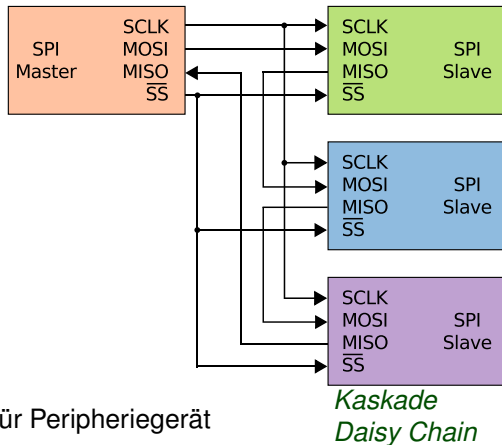 SPI
Master
SCLK
MOSI
MISO
SS
SCLK
MOSI
MISO
SS
SPI
Slave
SCLK
MOSI
MISO
SS
SPI
Slave
SCLK
MOSI
MISO
SS
SPI
Slave
ür Peripheriegerät
Kaskade
Daisy Chain